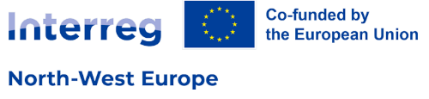 Interreg
Co-funded by
the European Union
North-West Europe